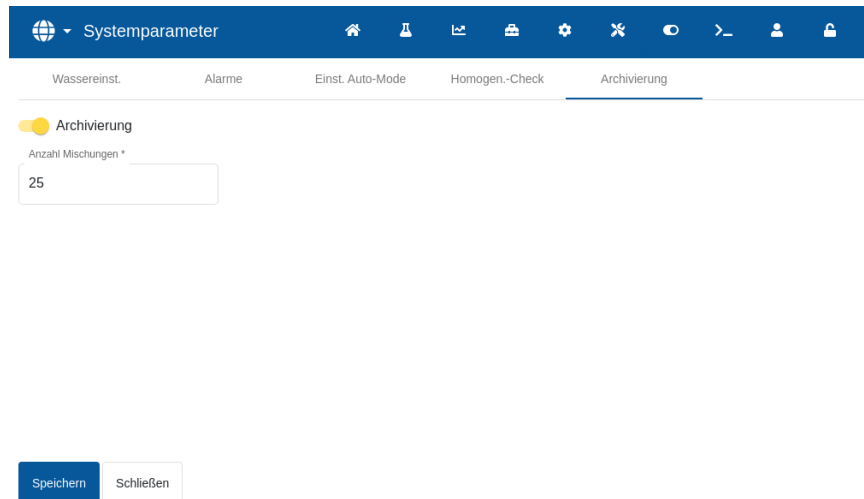 Systemparameter
Wassereinst. Alarme Einst. Auto-Mode Homogen.-Check Archivierung
Archivierung
Anzahl Mischungen *
25
Speichern Schließen